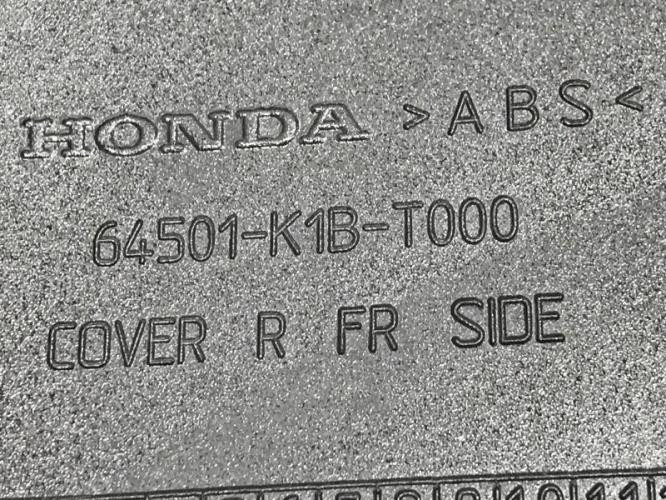 HONDA >ABS<
64501-K1B-T000
COVER R FR SIDE